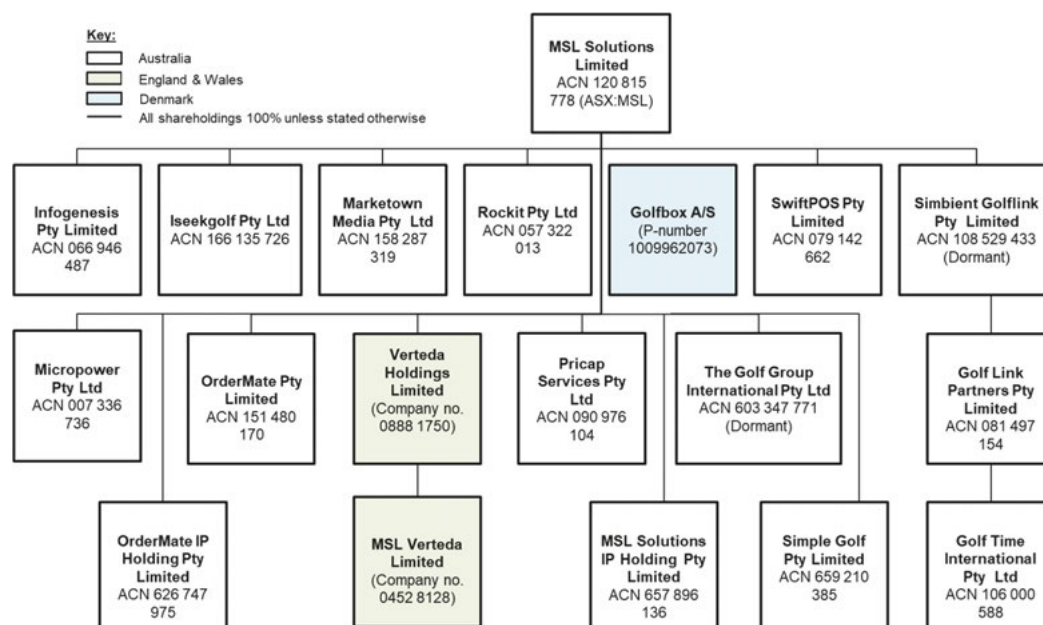 Key:
Australia
England & Wales
Denmark
All shareholdings 100% unless stated otherwise
MSL Solutions
Limited
ACN 120 815
778 (ASX:MSL)
Infogenesis
Pty Limited
ACN 066 946
487
Iseekgolf Pty Ltd
ACN 166 135 726
Marketown
Media Pty Ltd
ACN 158 287
319
Rockit Pty Ltd
ACN 057 322
013
Golfbox A/S
(P-number
1009962073)
SwiftPOS Pty
Limited
ACN 079 142
662
Simbient Golflink
Pty Limited
ACN 108 529 433
(Dormant)
Micropower
Pty Ltd
ACN 007 336
736
OrderMate Pty
Limited
ACN 151 480
170
Verteda
Holdings
Limited
(Company no.
0888 1750)
Pricap
Services Pty
Ltd
ACN 090 976
104
The Golf Group
International Pty Ltd
ACN 603 347 771
(Dormant)
Golf Link
Partners Pty
Limited
ACN 081 497
154
OrderMate IP
Holding Pty
Limited
ACN 626 747
975
MSL Verteda
Limited
(Company no.
0452 8128)
MSL Solutions
IP Holding Pty
Limited
ACN 657 896
136
Simple Golf
Pty Limited
ACN 659 210
385
Golf Time
International
Pty Ltd
ACN 106 000
588